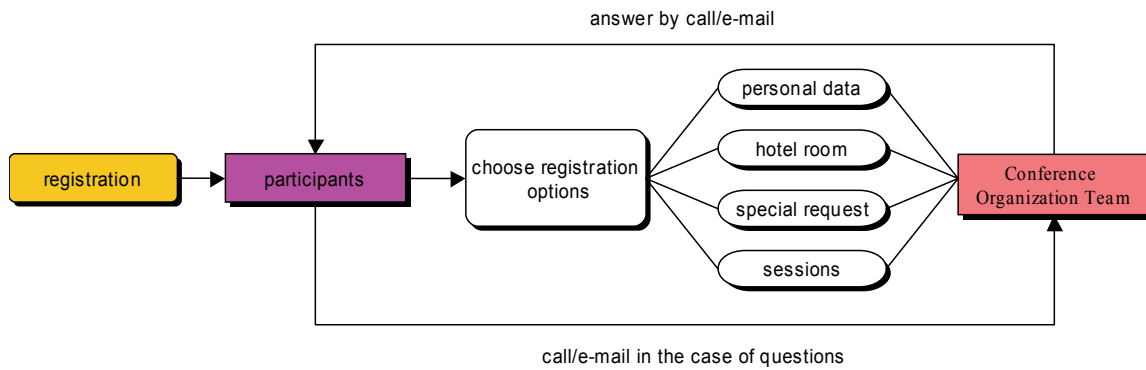 answer by call/e-mail
registration
participants
choose registration
options
personal data
hotel room
special request
sessions
Conference
Organization Team
call/e-mail in the case of questions